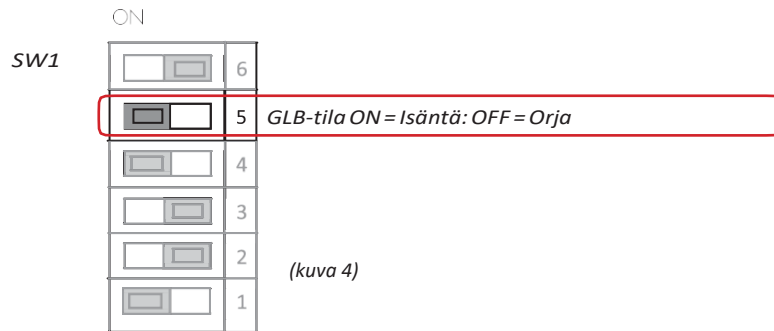 ON
SW1
6
5 GLB-tila ON = Isäntä: OFF = Orja
4
3
2
(kuva 4)
1